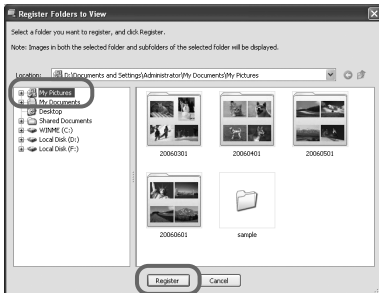 Register Folders to View
Select a folder you want to register, and click Register.
Note: Images in both the selected folder and subfolders of the selected folder will be displayed.
Location: D:\Documents and Settings\Administrator\My Documents\My Pictures
My Pictures
My Documents
Desktop
Shared Documents
WINME (C:)
Local Disk (D:)
Local Disk (F:)
20060301 20060401 20060501
20060601 sample
Register Cancel